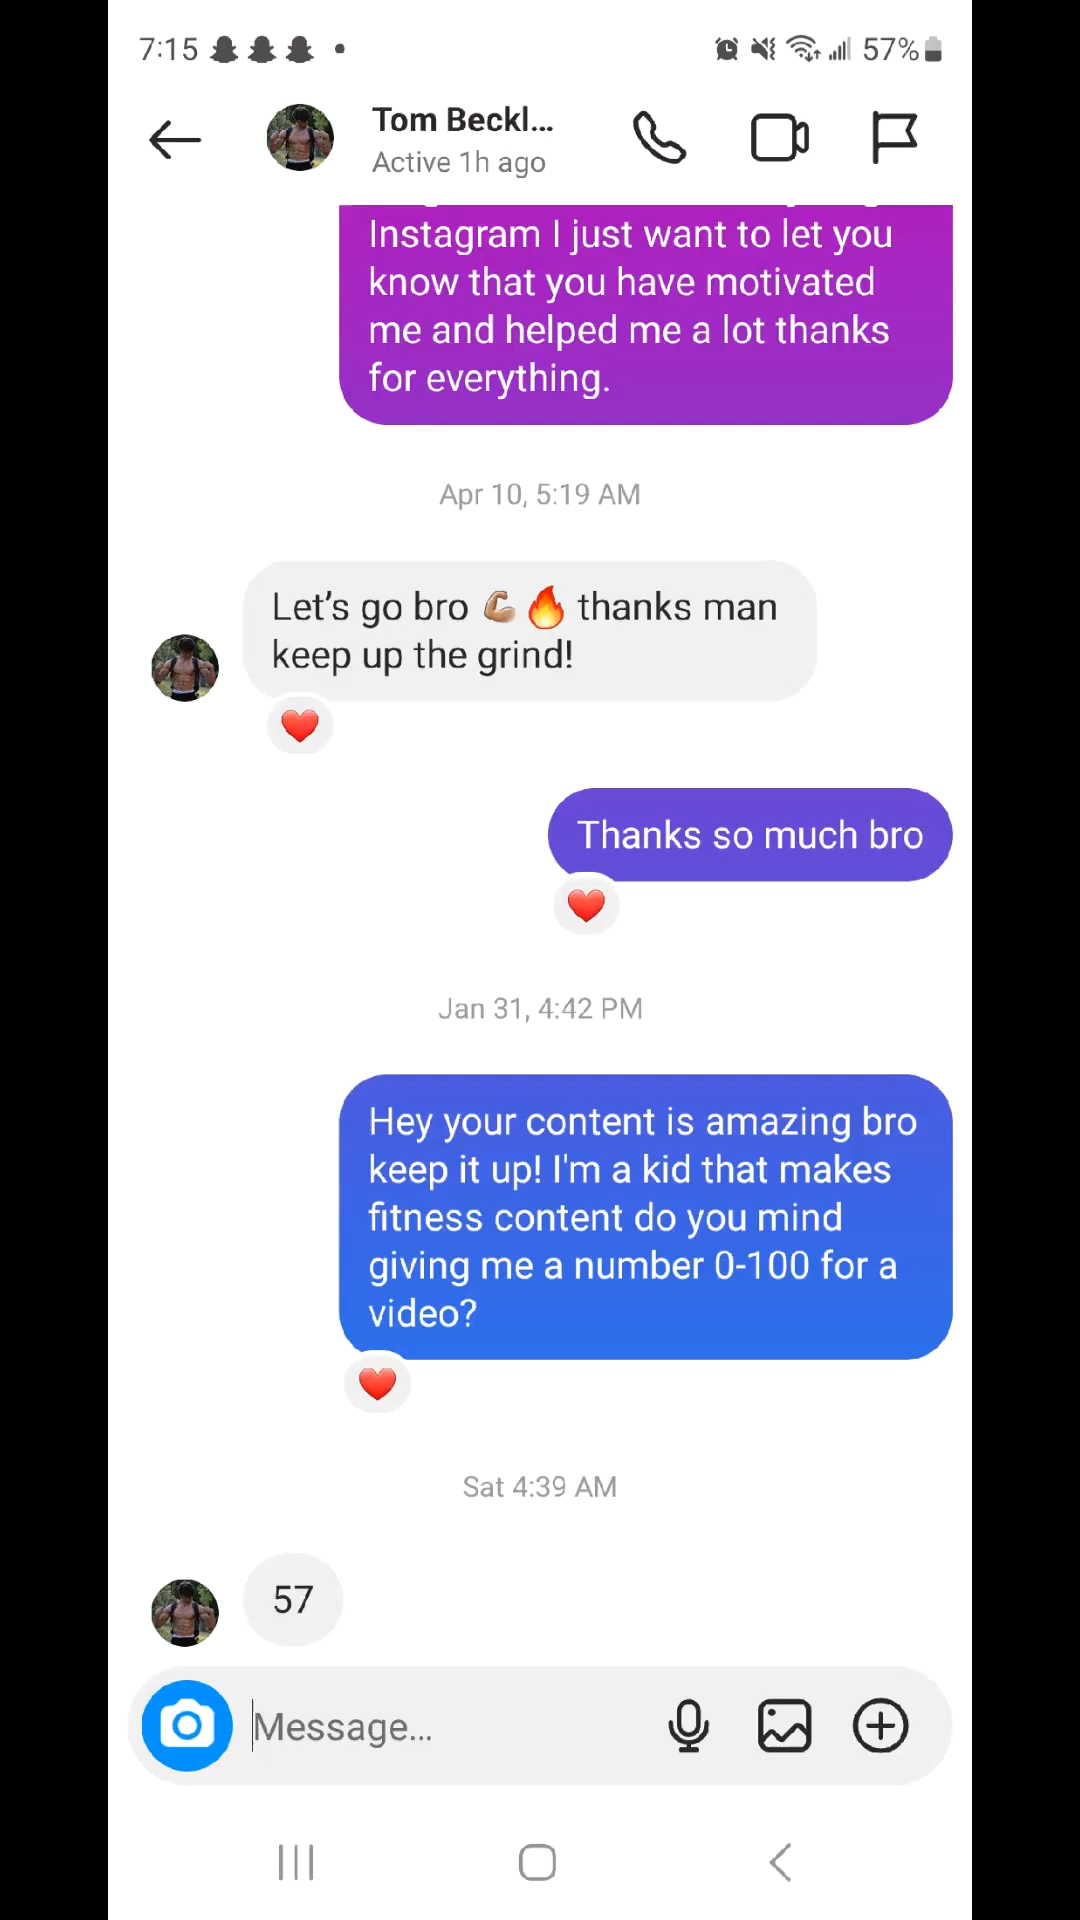 7:15
57%
Tom Beckl...
Active 1h ago
Instagram I just want to let you
know that you have motivated
me and helped me a lot thanks
for everything.
Apr 10, 5:19 AM
Let's go bro 💪🏼🔥 thanks man
keep up the grind!
Thanks so much bro
Jan 31, 4:42 PM
Hey your content is amazing bro
keep it up! I'm a kid that makes
fitness content do you mind
giving me a number 0-100 for a
video?
Sat 4:39 AM
57
Message...